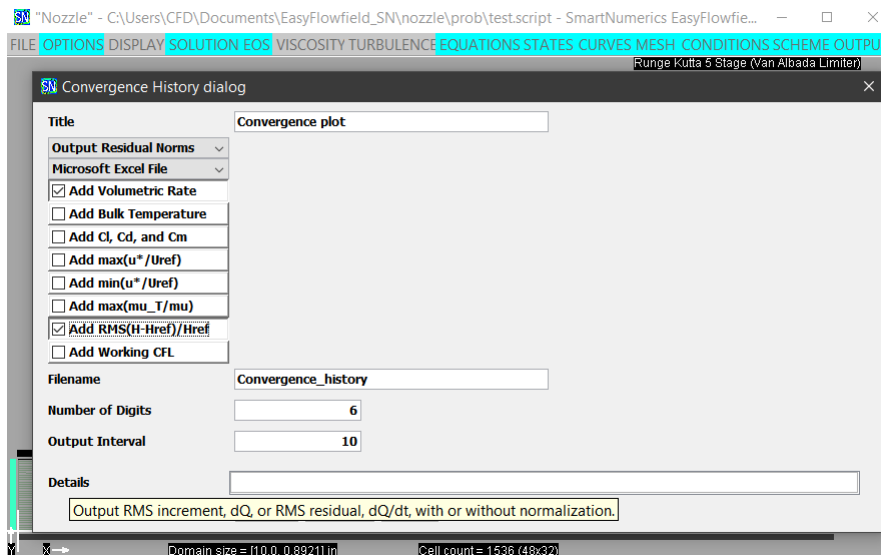 "Nozzle" - C:\Users\CFD\Documents\EasyFlowfield_SN\nozzle\prob\test.script - SmartNumerics EasyFlowfie...
FILE OPTIONS DISPLAY SOLUTION EOS VISCOSITY TURBULENCE EQUATIONS STATES CURVES MESH CONDITIONS SCHEME OUTPU
Runge Kutta 5 Stage (Van Albada Limiter)
SN Convergence History dialog
Title Convergence plot
Output Residual Norms
Microsoft Excel File
Add Volumetric Rate
Add Bulk Temperature
Add Cl, Cd, and Cm
Add max(u*/Uref)
Add min(u*/Uref)
Add max(mu_T/mu)
Add RMS(H-Href)/Href
Add Working CFL
Filename Convergence_history
Number of Digits 6
Output Interval 10
Details
Output RMS increment, dQ, or RMS residual, dQ/dt, with or without normalization.
Y X Domain size = [10.0, 0.8921] in Cell count = 1536 (48x32)